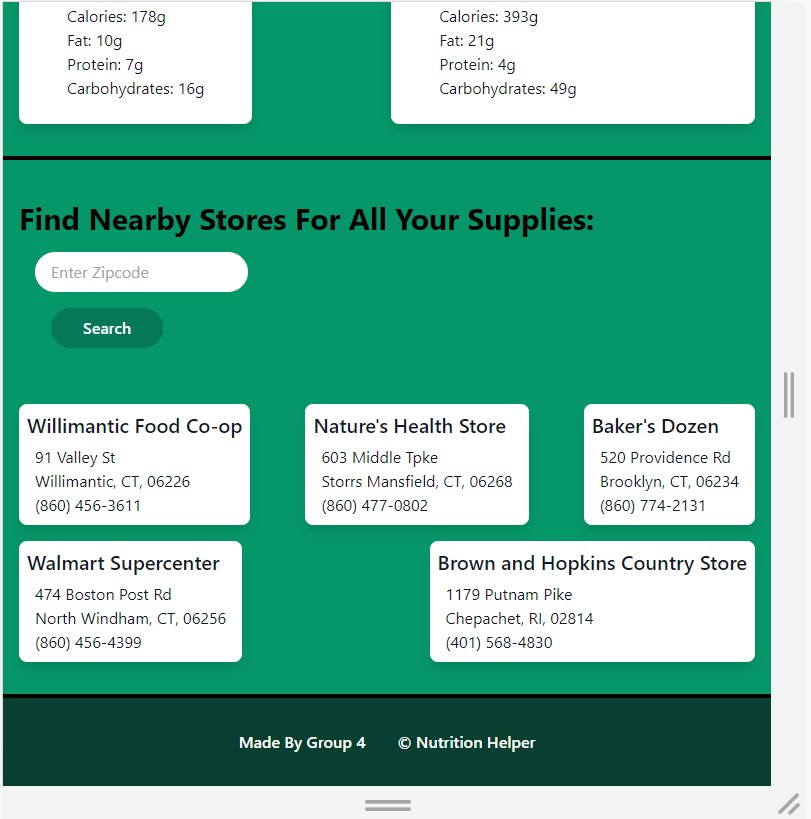 Calories: 178g
Fat: 10g
Protein: 7g
Carbohydrates: 16g
Calories: 393g
Fat: 21g
Protein: 4g
Carbohydrates: 49g
Find Nearby Stores For All Your Supplies:
Enter Zipcode
Search
Willimantic Food Co-op
91 Valley St
Willimantic, CT, 06226
(860) 456-3611
Nature's Health Store
603 Middle Tpke
Storrs Mansfield, CT, 06268
(860) 477-0802
Baker's Dozen
520 Providence Rd
Brooklyn, CT, 06234
(860) 774-2131
Walmart Supercenter
474 Boston Post Rd
North Windham, CT, 06256
(860) 456-4399
Brown and Hopkins Country Store
1179 Putnam Pike
Chepachet, RI, 02814
(401) 568-4830
Made By Group 4 © Nutrition Helper